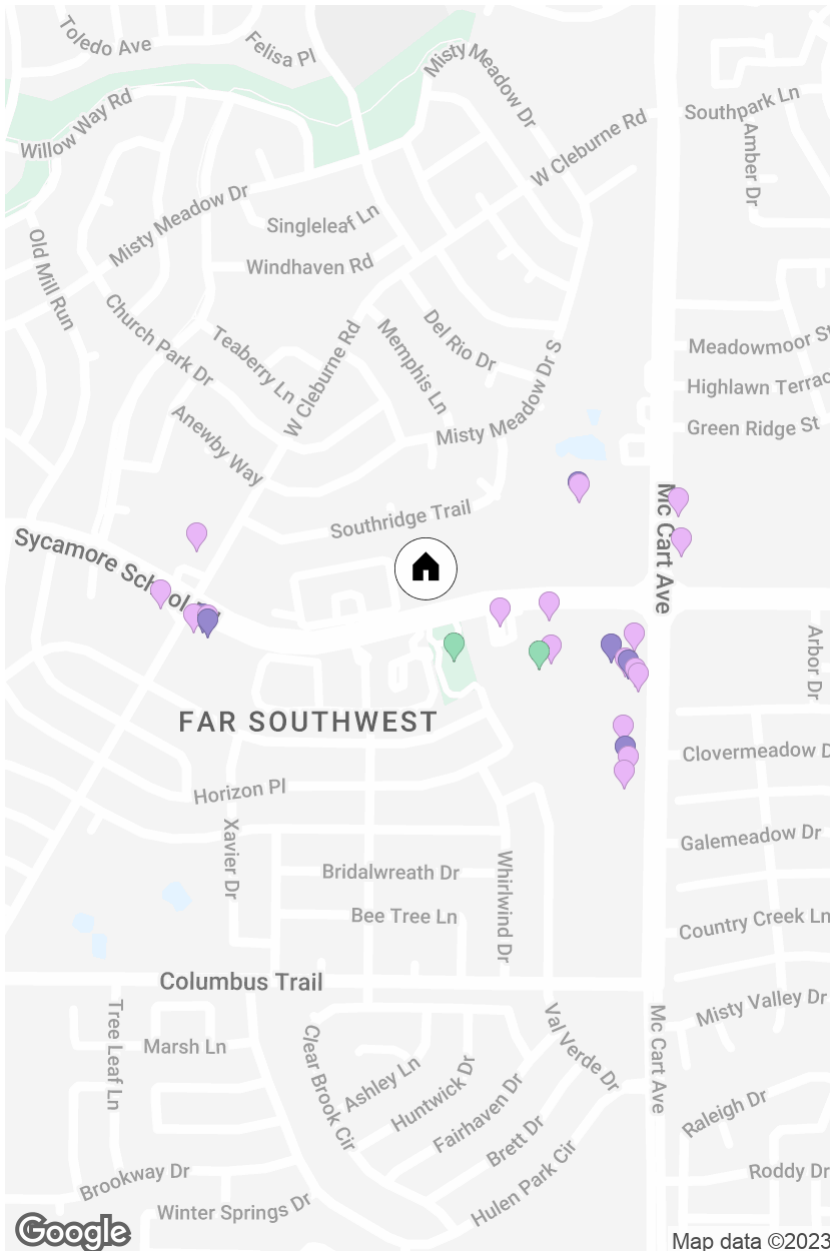 Toledo Ave
Felisa Pl
Misty Meadow Dr
Southpark Ln
Willow Way Rd
W Cleburne Rd
Amber Dr
Misty Meadow Dr
Singleleaf Ln
Old Mill Run
Windhaven Rd
Church Park Dr
Teaberry Ln
W Cleburne Rd
Memphis Ln
Del Rio Dr
Meadowmoor St
Highlawn Terrac
Anewby Way
Misty Meadow Dr S
Green Ridge St
Southridge Trail
Mc Cart Ave
Sycamore School
Arbor Dr
FAR SOUTHWEST
Clovermeadow D
Horizon Pl
Xavier Dr
Galemeadow Dr
Bridalwreath Dr
Whirlwind Dr
Bee Tree Ln
Country Creek Ln
Columbus Trail
Tree Leaf Ln
Misty Valley Dr
Marsh Ln
Clear Brook Cir
Ashley Ln
Huntwick Dr
Val Verde Dr
Mc Cart Ave
Fairhaven Dr
Raleigh Dr
Brett Dr
Brookway Dr
Hulen Park Cir
Roddy Dr
Winter Springs Dr
Google
Map data ©2023